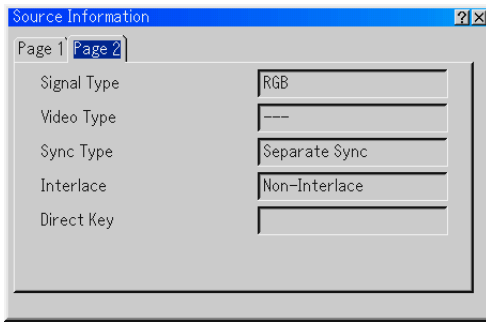 Source Information ? ×
Page 1 Page 2
Signal Type RGB
Video Type ---
Sync Type Separate Sync
Interlace Non-Interlace
Direct Key